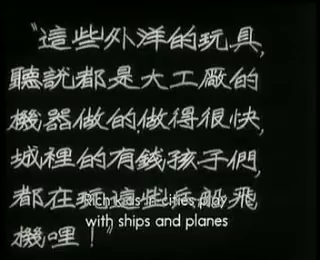 “這些外洋的玩具,
聽說都是大工廠的
機器做的,做得很快,
城裡的有錢孩子們,
都在玩這些兵船飛
機哩!”
Rich kids in cities play
with ships and planes